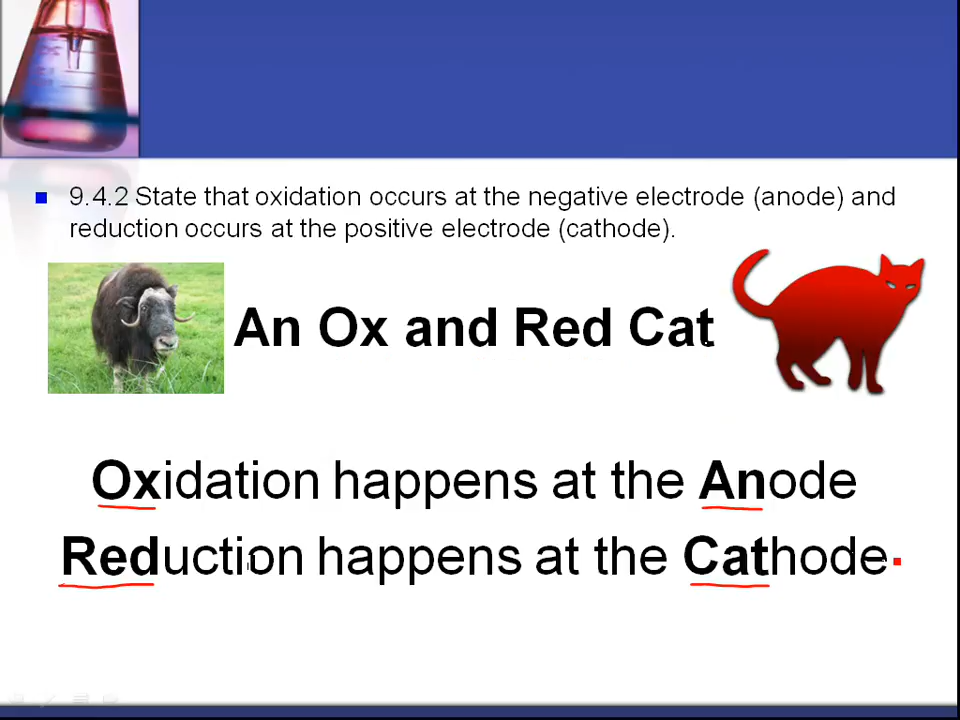 9.4.2 State that oxidation occurs at the negative electrode (anode) and
reduction occurs at the positive electrode (cathode).
An Ox and Red Cat
Oxidation happens at the Anode
Reduction happens at the Cathode